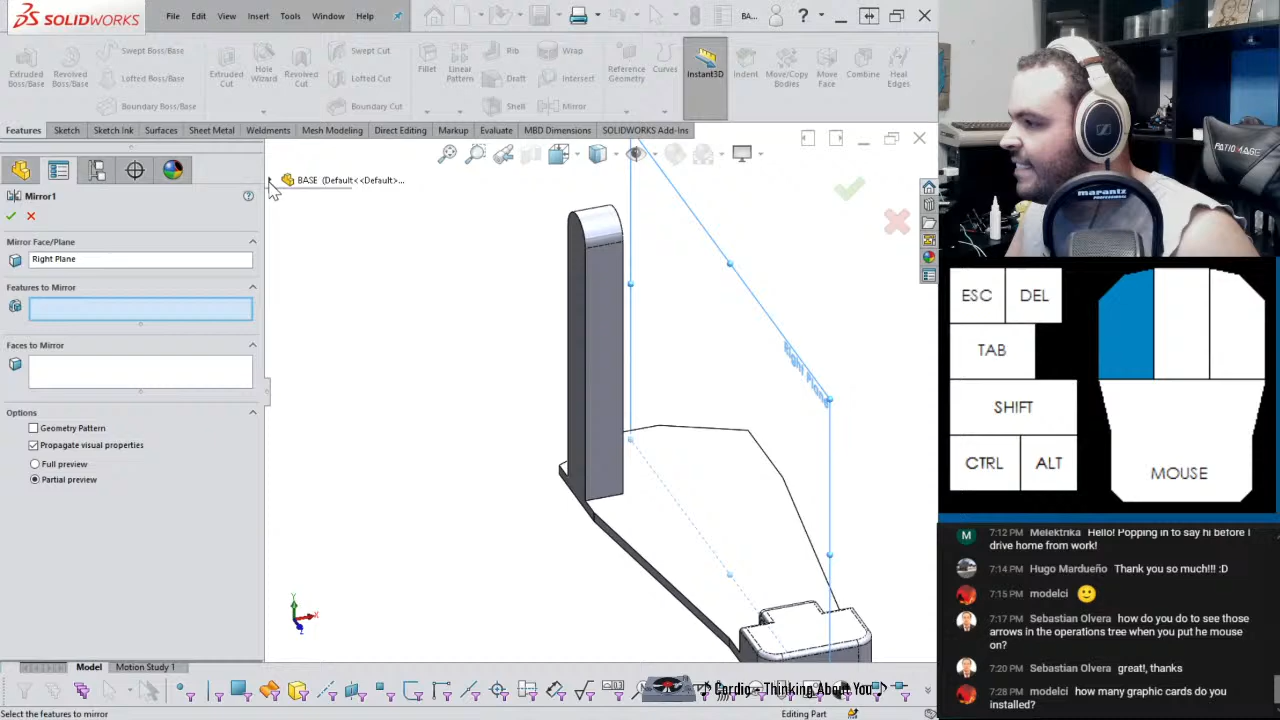 SOLIDWORKS
File
Edit
View
Insert
Tools
Window
Help
BA...
Extruded Boss/Base
Revolved Boss/Base
Swept Boss/Base
Lofted Boss/Base
Boundary Boss/Base
Extruded Cut
Hole Wizard
Revolved Cut
Swept Cut
Lofted Cut
Boundary Cut
Fillet
Linear Pattern
Rib
Draft
Shell
Wrap
Intersect
Mirror
Reference Geometry
Curves
Instant3D
Indent
Move/Copy Bodies
Move Face
Combine
Heal Edges
Features
Sketch
Sketch Ink
Surfaces
Sheet Metal
Weldments
Mesh Modeling
Direct Editing
Markup
Evaluate
MBD Dimensions
SOLIDWORKS Add-Ins
Mirror1
Mirror Face/Plane
Right Plane
Features to Mirror
Faces to Mirror
Options
Geometry Pattern
Propagate visual properties
Full preview
Partial preview
BASE (Default<<Default>...
Right Plane
Y
X
Z
Model
Motion Study 1
Cardio - Thinking About You
Select the features to mirror
Editing Part
PATIOMAGE
marantz
PROFESSIONAL
ESC
DEL
TAB
SHIFT
CTRL
ALT
MOUSE
M
7:12 PM Melektrika Hello! Popping in to say hi before I
drive home from work!
7:14 PM Hugo Mardueño Thank you so much!!! :D
7:15 PM modelci 🙂
7:17 PM Sebastian Olvera how do you do to see those
arrows in the operations tree when you put he mouse
on?
7:20 PM Sebastian Olvera great!, thanks
7:28 PM modelci how many graphic cards do you
installed?